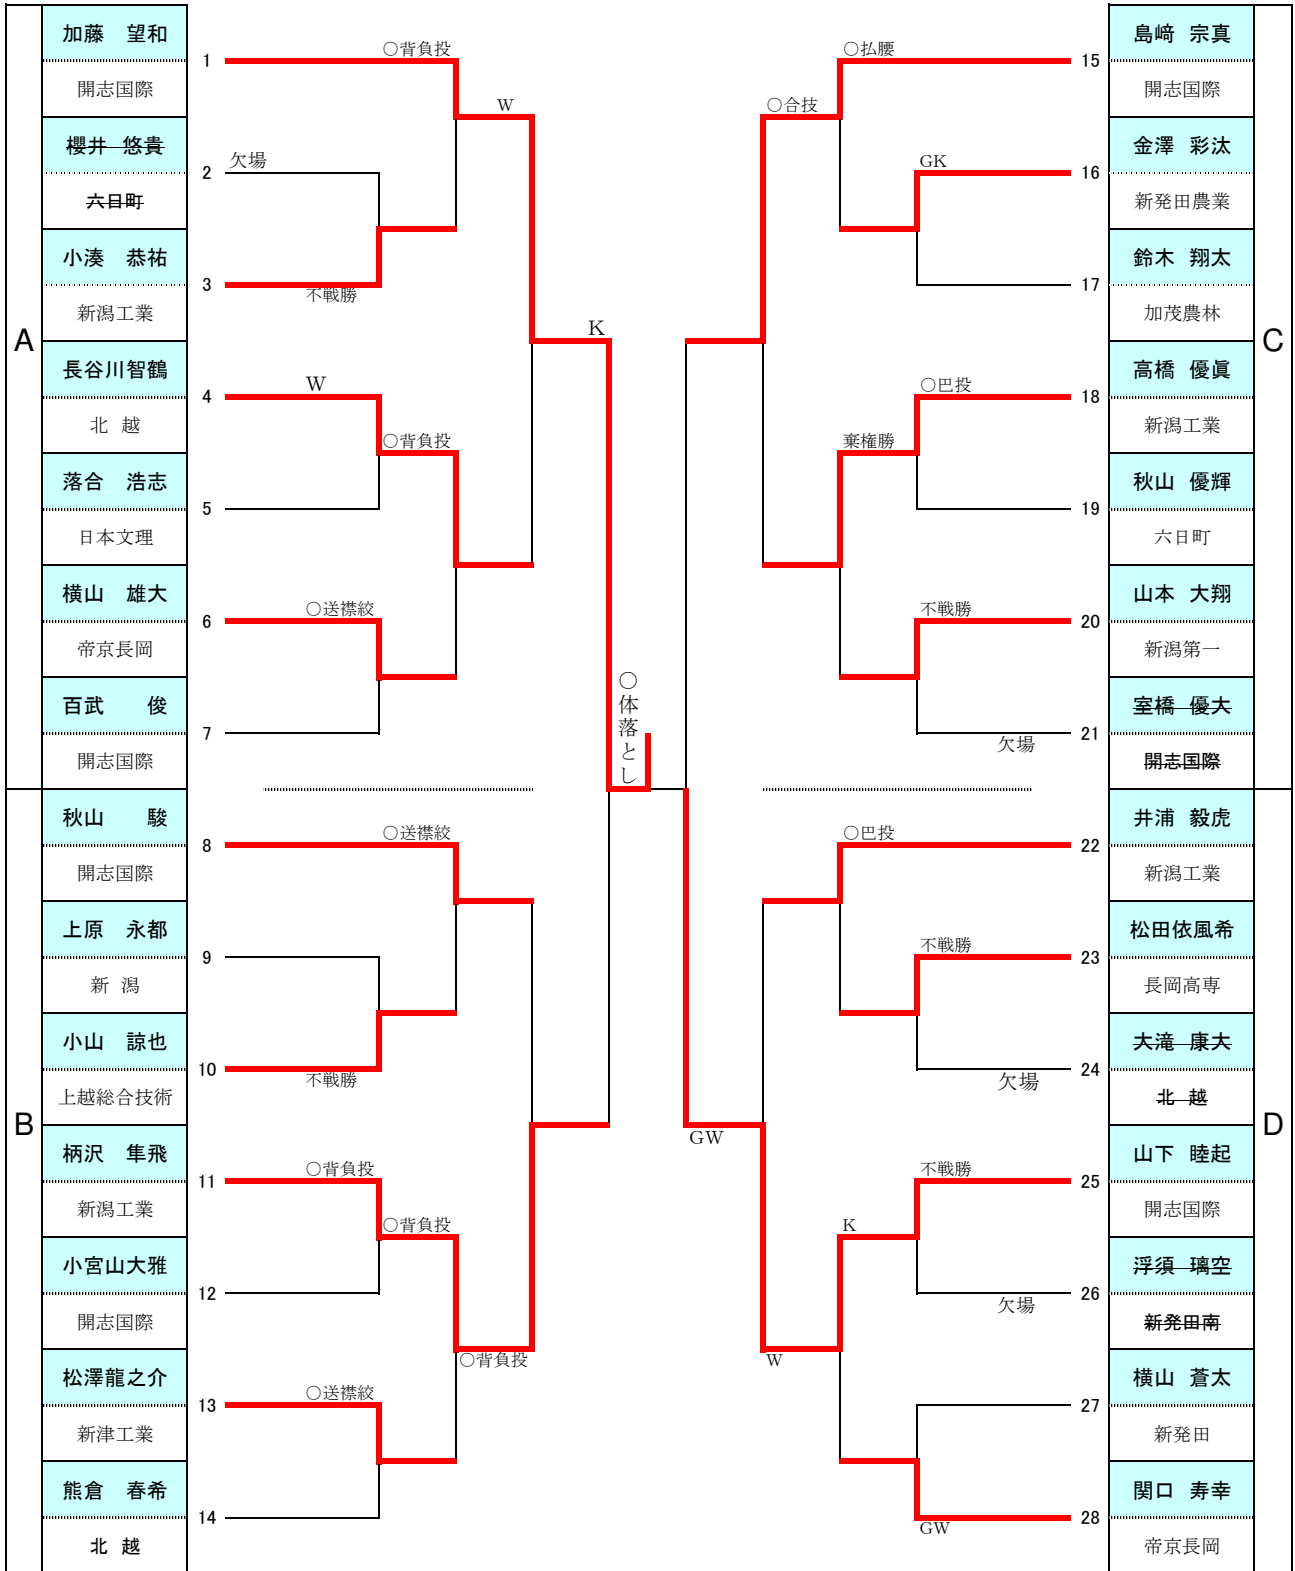 A
加藤 望和
開志国際
1
○背負投
W
櫻井 悠貴
六日町
2
欠場
小湊 恭祐
新潟工業
3
不戦勝
K
長谷川智鶴
北 越
4
W
○背負投
落合 浩志
日本文理
5
横山 雄大
帝京長岡
6
○送襟絞
百武 俊
開志国際
7
○体落とし
B
秋山 駿
開志国際
8
○送襟絞
上原 永都
新 潟
9
小山 諒也
上越総合技術
10
不戦勝
柄沢 隼飛
新潟工業
11
○背負投
○背負投
小宮山大雅
開志国際
12
○背負投
松澤龍之介
新津工業
13
○送襟絞
熊倉 春希
北 越
14
C
島﨑 宗真
開志国際
15
○払腰
○合技
金澤 彩汰
新発田農業
16
GK
鈴木 翔太
加茂農林
17
高橋 優眞
新潟工業
18
○巴投
棄権勝
秋山 優輝
六日町
19
山本 大翔
新潟第一
20
不戦勝
室橋 優大
開志国際
21
欠場
D
井浦 毅虎
新潟工業
22
○巴投
松田依風希
長岡高専
23
不戦勝
大滝 康大
北 越
24
欠場
GW
山下 睦起
開志国際
25
不戦勝
K
浮須 璃空
新発田南
26
欠場
W
横山 蒼太
新発田
27
関口 寿幸
帝京長岡
28
GW